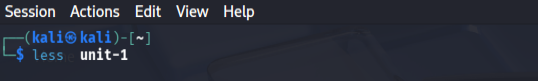 Session Actions Edit View Help
┌──(kali㉿kali)-[~]
└─$ less unit-1